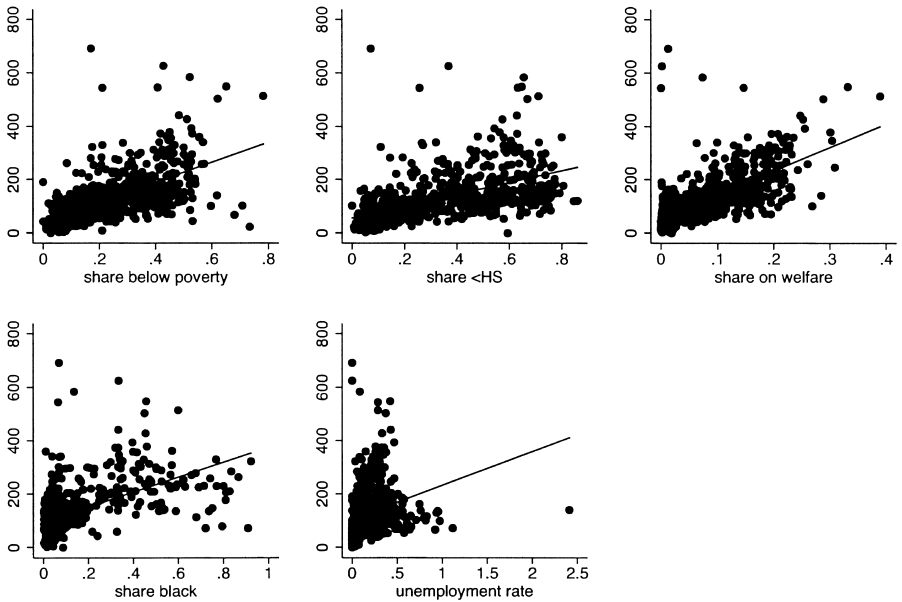 800
600
400
200
0
0 .2 .4 .6 .8
share below poverty
800
600
400
200
0
0 .2 .4 .6 .8
share <HS
800
600
400
200
0
0 .1 .2 .3 .4
share on welfare
800
600
400
200
0
0 .2 .4 .6 .8 1
share black
800
600
400
200
0
0 .5 1 1.5 2 2.5
unemployment rate